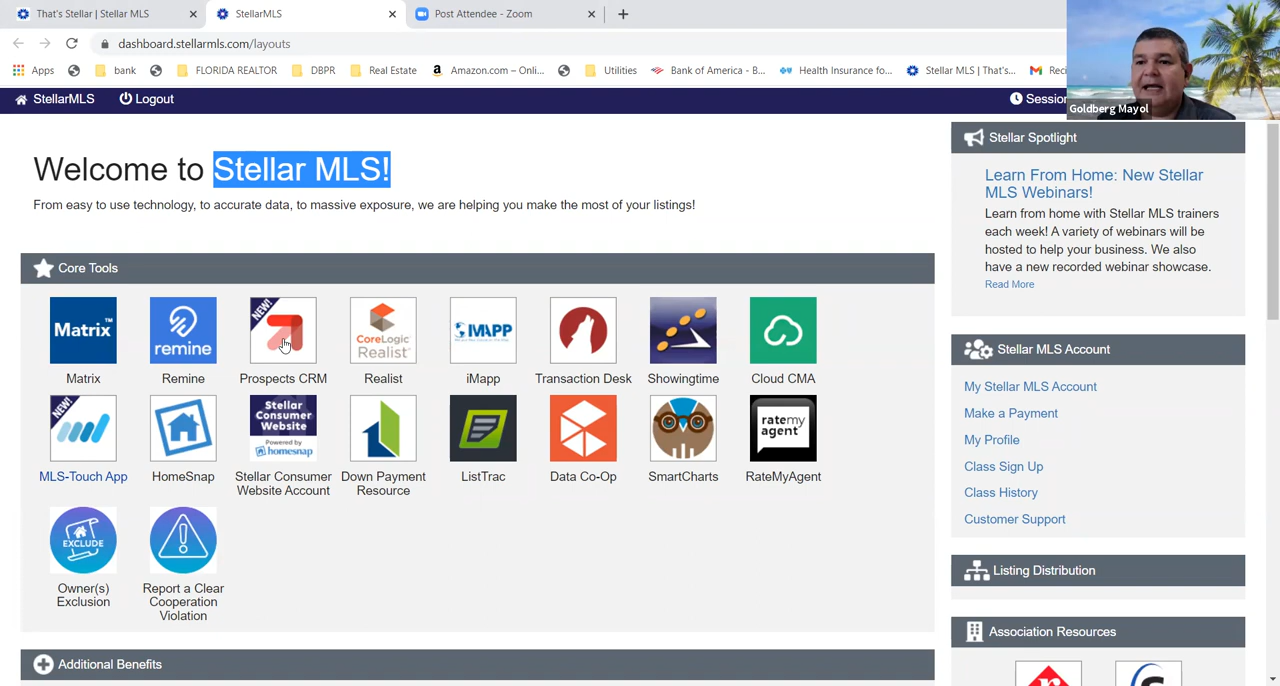 That's Stellar | Stellar MLS
StellarMLS
Post Attendee - Zoom
dashboard.stellarmls.com/layouts
Apps
bank
FLORIDA REALTOR
DBPR
Real Estate
Amazon.com – Onli...
Utilities
Bank of America - B...
Health Insurance fo...
Stellar MLS | That's...
Goldberg Mayol
StellarMLS
Logout
Welcome to Stellar MLS!
From easy to use technology, to accurate data, to massive exposure, we are helping you make the most of your listings!
Core Tools
Matrix™
remine
NEW!
CoreLogic
Realist
IMAPP
Matrix
Remine
Prospects CRM
Realist
iMapp
Transaction Desk
Showingtime
Cloud CMA
NEW!
Stellar
Consumer
Website
Powered by
homesnap
ratemy
agent
MLS-Touch App
HomeSnap
Stellar Consumer
Website Account
Down Payment
Resource
ListTrac
Data Co-Op
SmartCharts
RateMyAgent
EXCLUDE
Owner(s)
Exclusion
Report a Clear
Cooperation
Violation
Additional Benefits
Stellar Spotlight
Learn From Home: New Stellar
MLS Webinars!
Learn from home with Stellar MLS trainers
each week! A variety of webinars will be
hosted to help your business. We also
have a new recorded webinar showcase.
Read More
Stellar MLS Account
My Stellar MLS Account
Make a Payment
My Profile
Class Sign Up
Class History
Customer Support
Listing Distribution
Association Resources